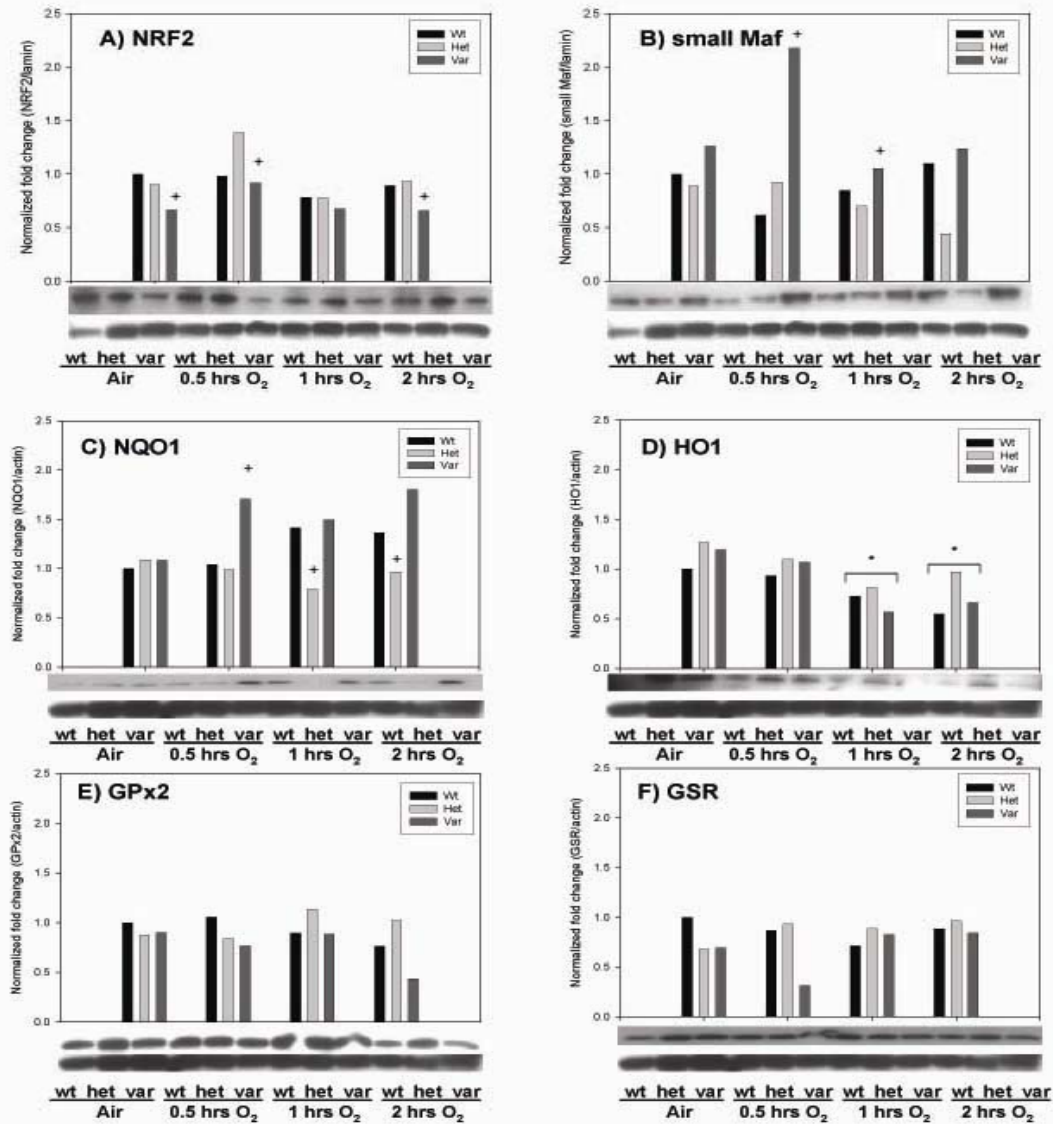 A) NRF2
Wt
Het
Var
Normalized fold change (NRF2/lamin)
2.5
2.0
1.5
1.0
0.5
0.0
+
+
+
wt het var wt het var wt het var wt het var
Air 0.5 hrs O₂ 1 hrs O₂ 2 hrs O₂
B) small Maf
Wt
Het
Var
Normalized fold change (small Maf/lamin)
2.5
2.0
1.5
1.0
0.5
0.0
+
+
wt het var wt het var wt het var wt het var
Air 0.5 hrs O₂ 1 hrs O₂ 2 hrs O₂
C) NQO1
Wt
Het
Var
Normalized fold change (NQO1/actin)
2.5
2.0
1.5
1.0
0.5
0.0
+
+
+
wt het var wt het var wt het var wt het var
Air 0.5 hrs O₂ 1 hrs O₂ 2 hrs O₂
D) HO1
Wt
Het
Var
Normalized fold change (HO1/actin)
2.5
2.0
1.5
1.0
0.5
0.0
*
*
wt het var wt het var wt het var wt het var
Air 0.5 hrs O₂ 1 hrs O₂ 2 hrs O₂
E) GPx2
Wt
Het
Var
Normalized fold change (GPx2/actin)
2.5
2.0
1.5
1.0
0.5
0.0
wt het var wt het var wt het var wt het var
Air 0.5 hrs O₂ 1 hrs O₂ 2 hrs O₂
F) GSR
Wt
Het
Var
Normalized fold change (GSR/actin)
2.5
2.0
1.5
1.0
0.5
0.0
wt het var wt het var wt het var wt het var
Air 0.5 hrs O₂ 1 hrs O₂ 2 hrs O₂